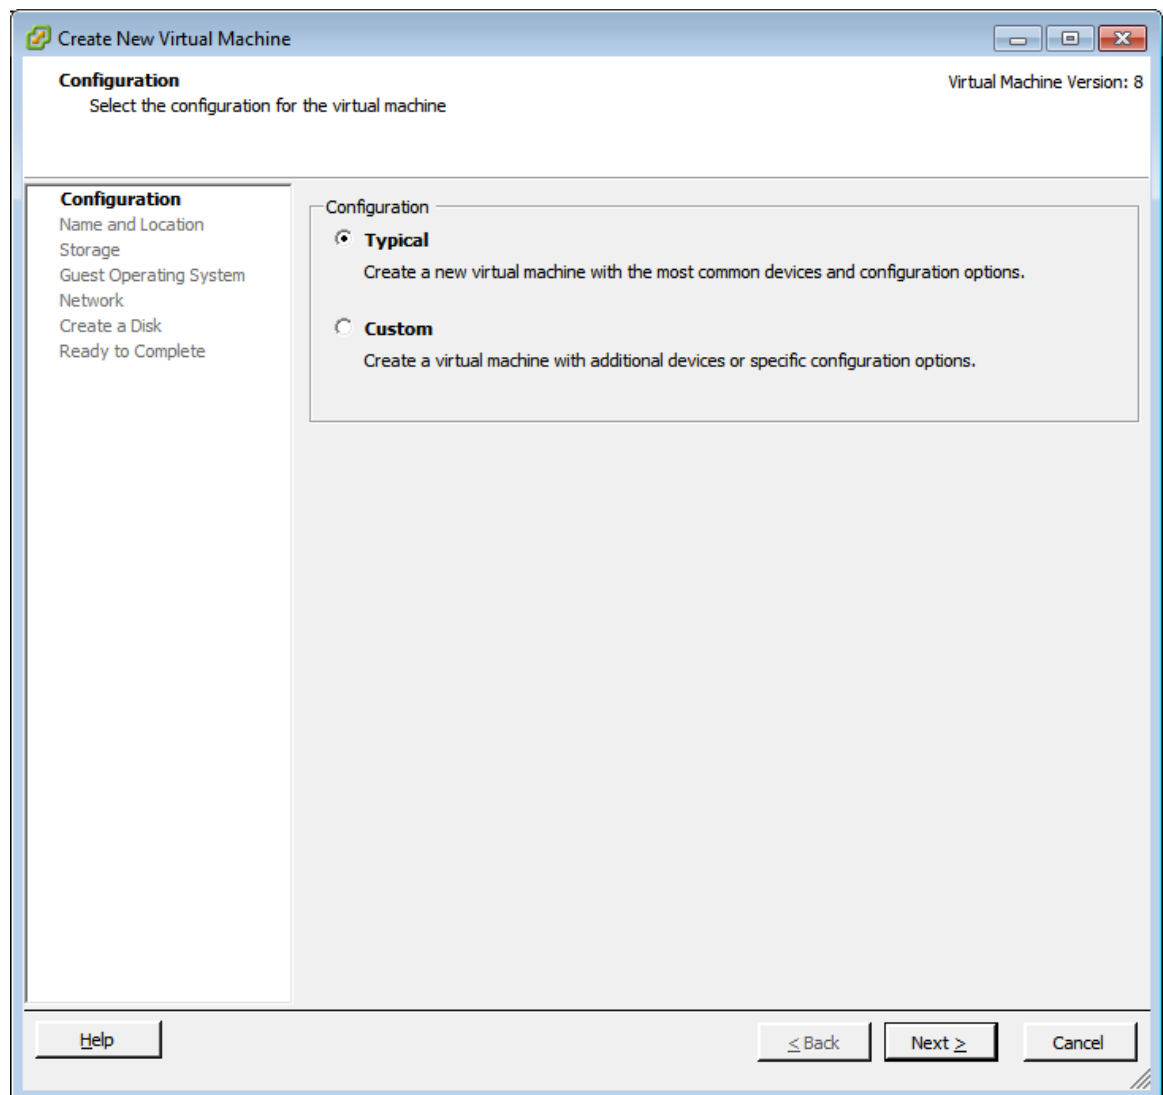 Create New Virtual Machine
Configuration
Virtual Machine Version: 8
Select the configuration for the virtual machine
Configuration
Name and Location
Storage
Guest Operating System
Network
Create a Disk
Ready to Complete
Configuration
Typical
Create a new virtual machine with the most common devices and configuration options.
Custom
Create a virtual machine with additional devices or specific configuration options.
Help
< Back
Next >
Cancel